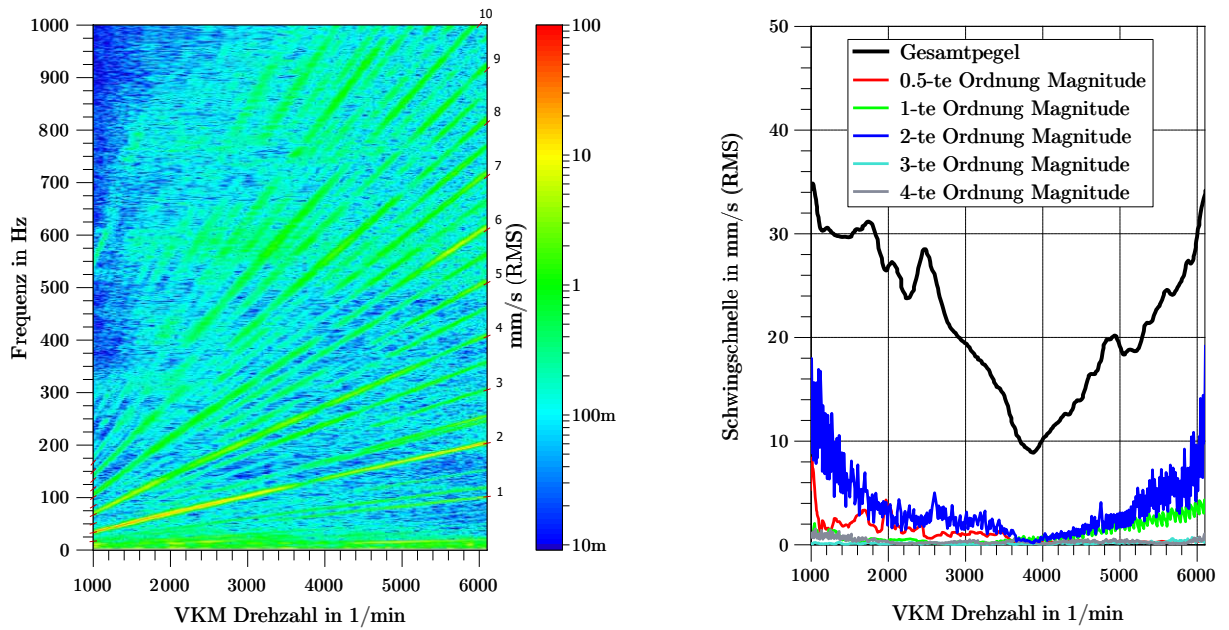 1000
900
800
700
600
500
400
300
200
100
0
Frequenz in Hz
1000 2000 3000 4000 5000 6000
VKM Drehzahl in 1/min
10
9
8
7
6
5
4
3
2
1
100
10
1
100m
10m
mm/s (RMS)
50
40
30
20
10
0
Schwingschnelle in mm/s (RMS)
Gesamtpegel
0.5-te Ordnung Magnitude
1-te Ordnung Magnitude
2-te Ordnung Magnitude
3-te Ordnung Magnitude
4-te Ordnung Magnitude
1000 2000 3000 4000 5000 6000
VKM Drehzahl in 1/min